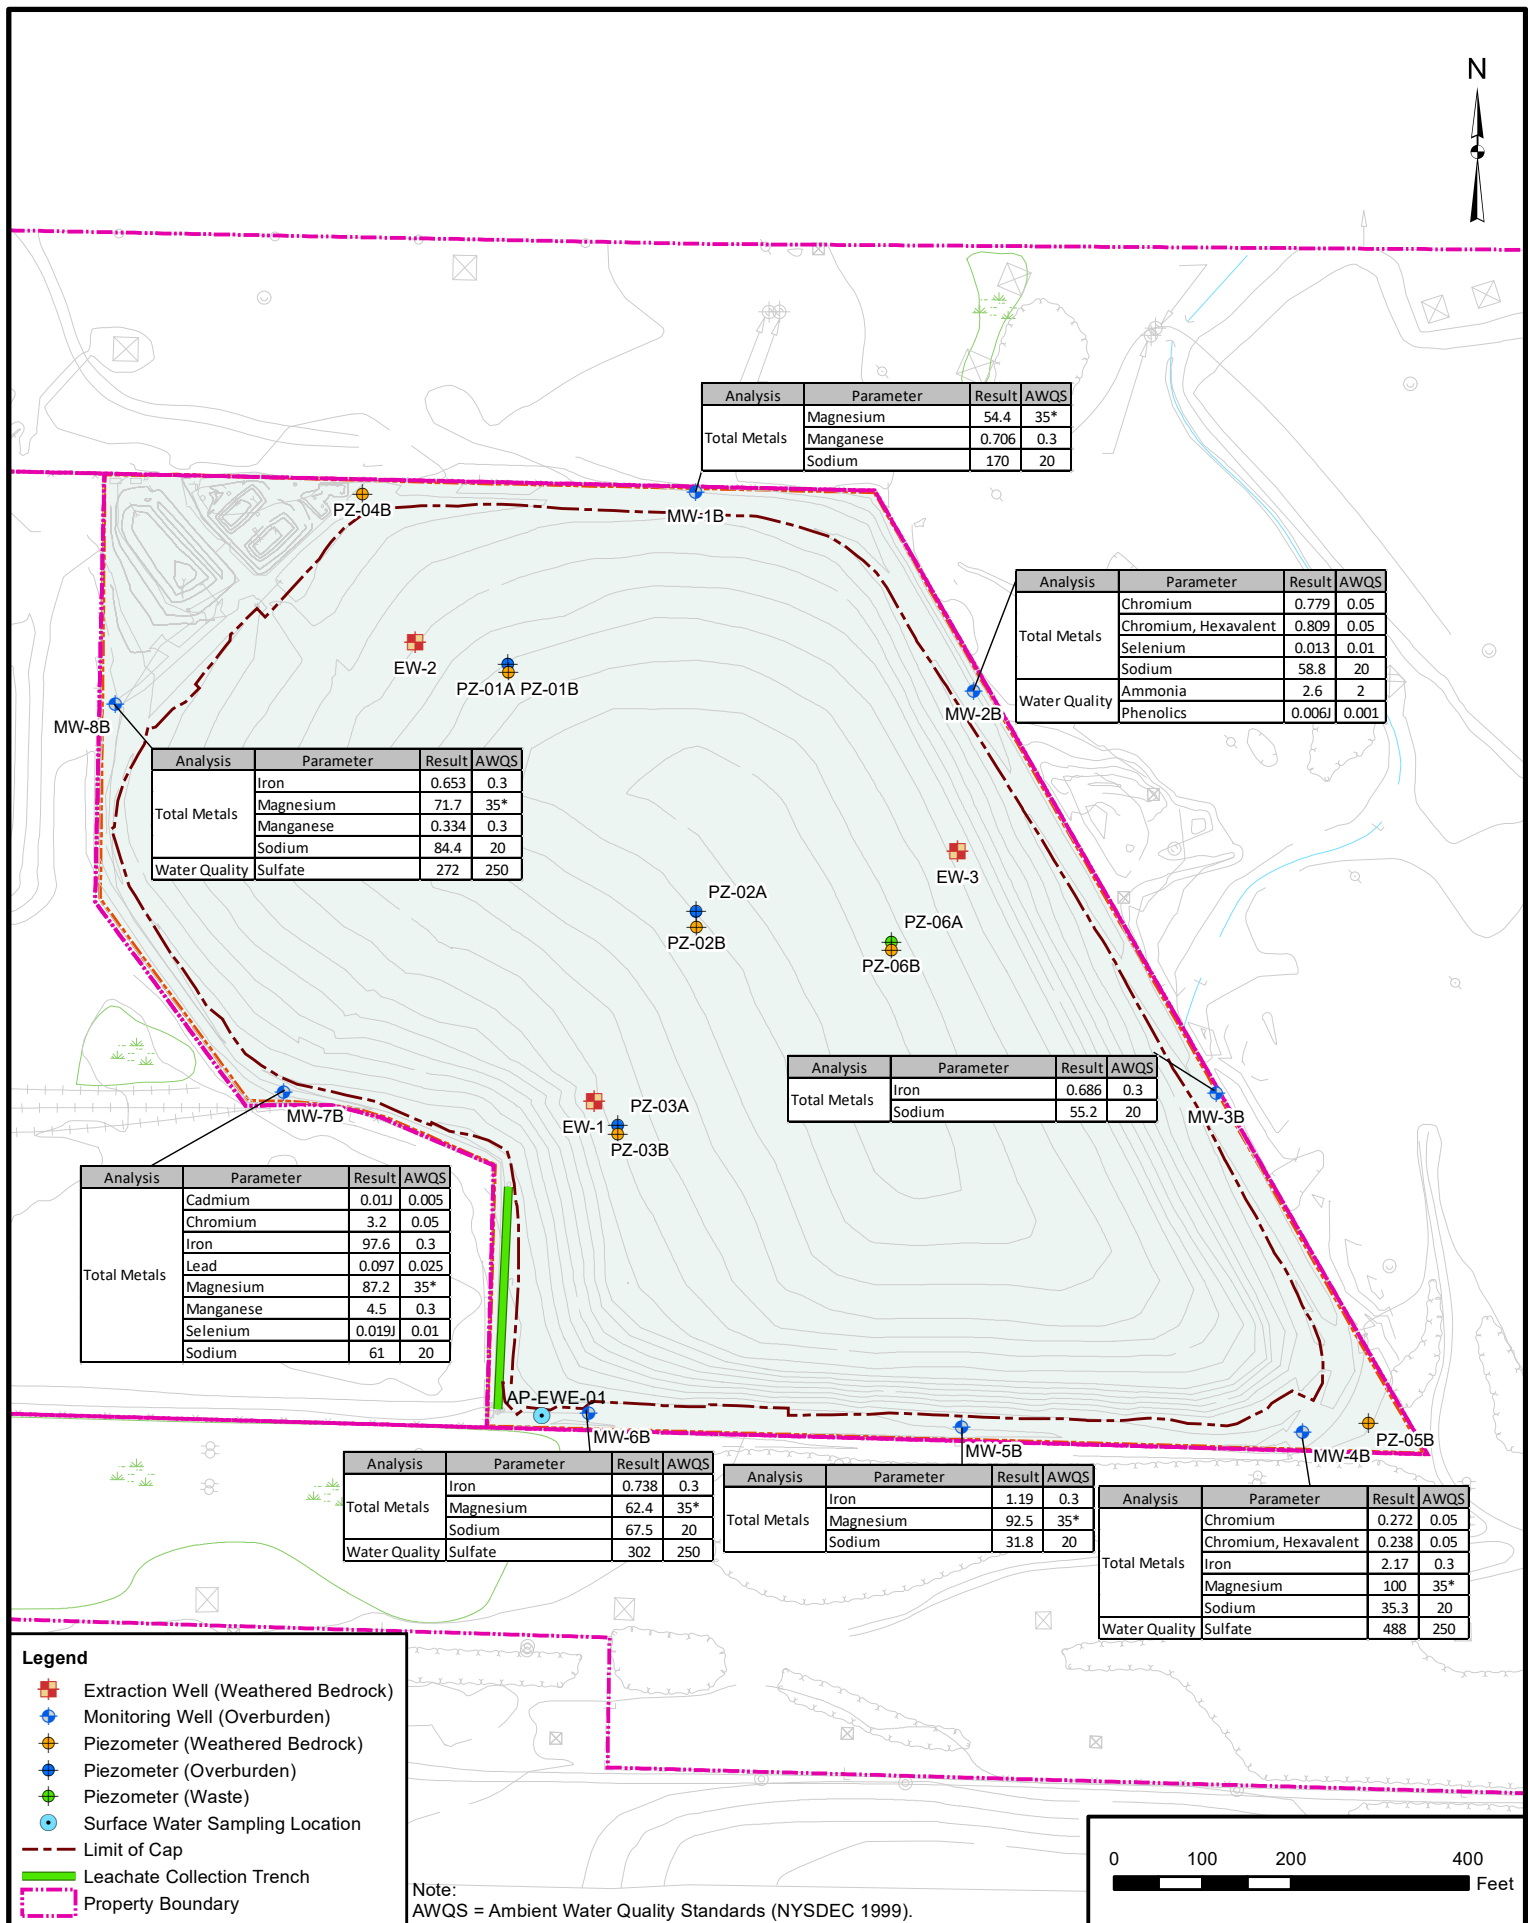 N
Analysis Parameter Result AWQS
Total Metals
Magnesium 54.4 35*
Manganese 0.706 0.3
Sodium 170 20
PZ-04B
MW-1B
Analysis Parameter Result AWQS
Total Metals
Chromium 0.779 0.05
Chromium, Hexavalent 0.809 0.05
Selenium 0.013 0.01
Sodium 58.8 20
Water Quality
Ammonia 2.6 2
Phenolics 0.006J 0.001
EW-2
PZ-01A PZ-01B
MW-2B
MW-8B
Analysis Parameter Result AWQS
Total Metals
Iron 0.653 0.3
Magnesium 71.7 35*
Manganese 0.334 0.3
Sodium 84.4 20
Water Quality Sulfate 272 250
EW-3
PZ-02A
PZ-02B
PZ-06A
PZ-06B
Analysis Parameter Result AWQS
Total Metals
Iron 0.686 0.3
Sodium 55.2 20
MW-3B
MW-7B
EW-1
PZ-03A
PZ-03B
Analysis Parameter Result AWQS
Total Metals
Cadmium 0.01J 0.005
Chromium 3.2 0.05
Iron 97.6 0.3
Lead 0.097 0.025
Magnesium 87.2 35*
Manganese 4.5 0.3
Selenium 0.019J 0.01
Sodium 61 20
AP-EWE-01
MW-6B
MW-5B
MW-4B
PZ-05B
Analysis Parameter Result AWQS
Total Metals
Iron 0.738 0.3
Magnesium 62.4 35*
Sodium 67.5 20
Water Quality Sulfate 302 250
Analysis Parameter Result AWQS
Total Metals
Iron 1.19 0.3
Magnesium 92.5 35*
Sodium 31.8 20
Analysis Parameter Result AWQS
Total Metals
Chromium 0.272 0.05
Chromium, Hexavalent 0.238 0.05
Iron 2.17 0.3
Magnesium 100 35*
Sodium 35.3 20
Water Quality Sulfate 488 250
Legend
Extraction Well (Weathered Bedrock)
Monitoring Well (Overburden)
Piezometer (Weathered Bedrock)
Piezometer (Overburden)
Piezometer (Waste)
Surface Water Sampling Location
Limit of Cap
Leachate Collection Trench
Property Boundary
Note:
AWQS = Ambient Water Quality Standards (NYSDEC 1999).
0 100 200 400
Feet